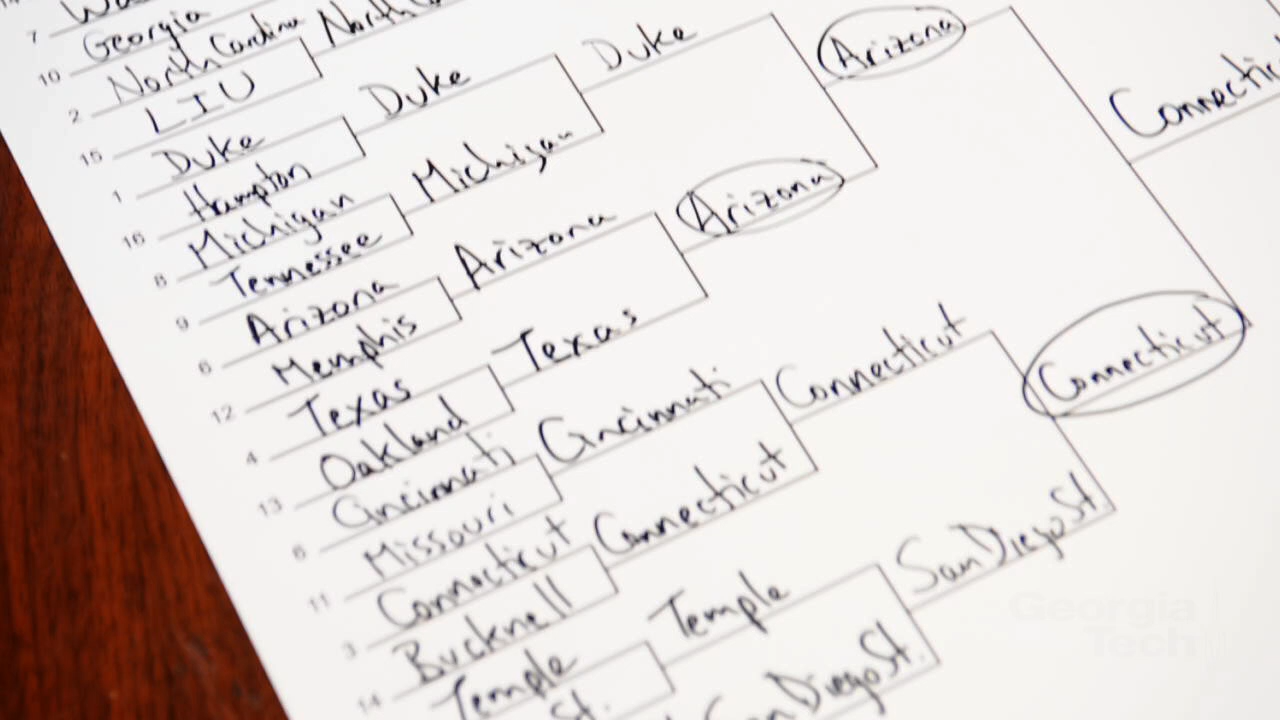 7 Georgia
10 North Carolina
2 LIU
15 Duke
1 Hampton
16 Michigan
8 Tennessee
9 Arizona
6 Memphis
12 Texas
4 Oakland
13 Cincinnati
6 Missouri
11 Connecticut
3 Bucknell
14 Temple
St.
Duke
Michigan
Arizona
Texas
Cincinnati
Connecticut
Temple
San Diego St.
Duke
Arizona
Connecticut
San Diego St.
Arizona
Connecticut
Georgia
Tech